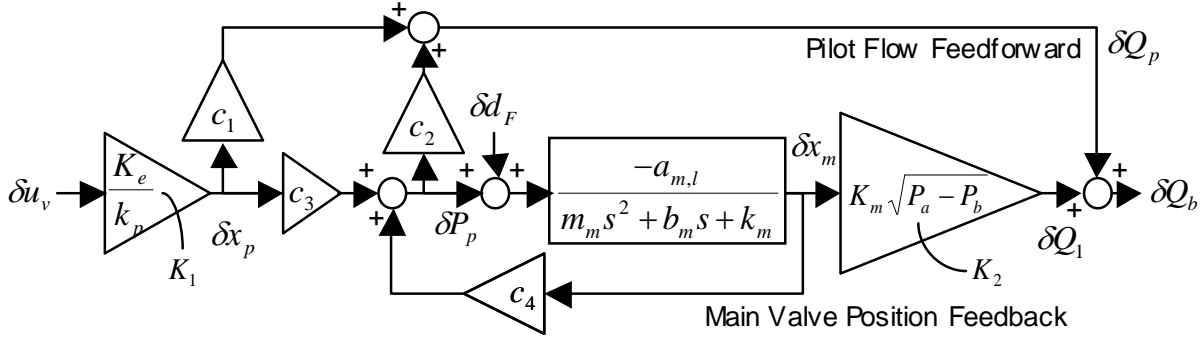 +
+
Pilot Flow Feedforward
δQ_p
c_1
c_2
δd_F
δu_v
K_e
k_p
K_1
δx_p
c_3
+
+
δP_p
+
+
-a_{m,l}
m_m s^2 + b_m s + k_m
δx_m
K_m √(P_a - P_b)
K_2
δQ_1
+
+
δQ_b
c_4
Main Valve Position Feedback